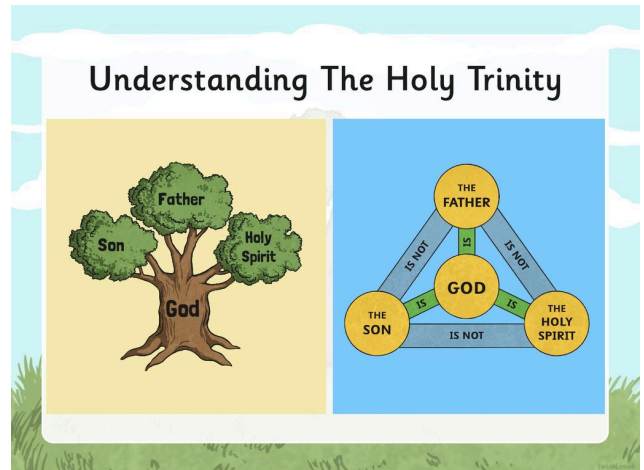 Understanding The Holy Trinity
Father
Son
Holy
Spirit
God
THE
FATHER
IS NOT
IS
IS NOT
GOD
IS
IS
THE
SON
IS NOT
THE
HOLY
SPIRIT